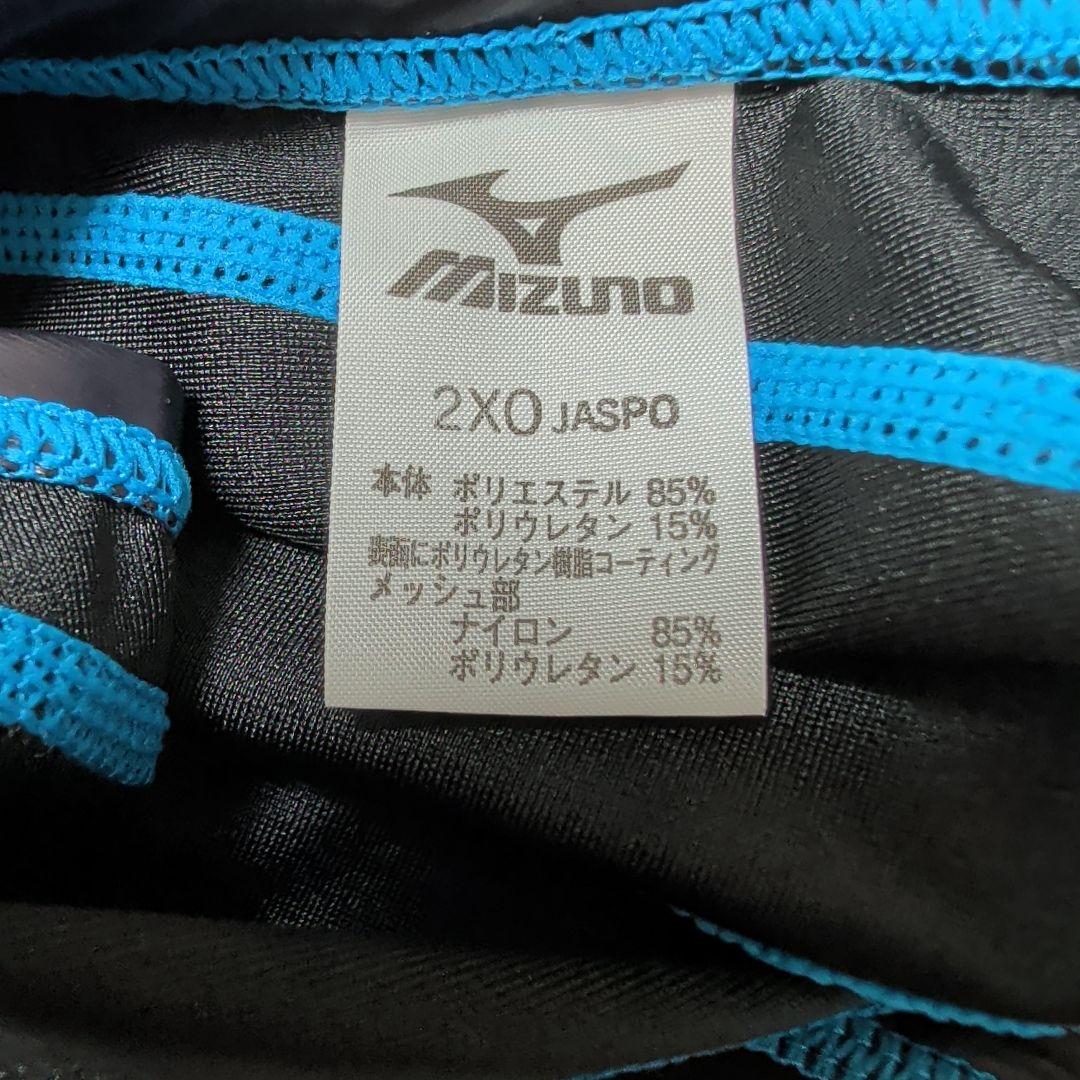 MIZUNO
2XO JASPO
本体 ポリエステル 85%
ポリウレタン 15%
表面にポリウレタン樹脂コーティング
メッシュ部
ナイロン 85%
ポリウレタン 15%